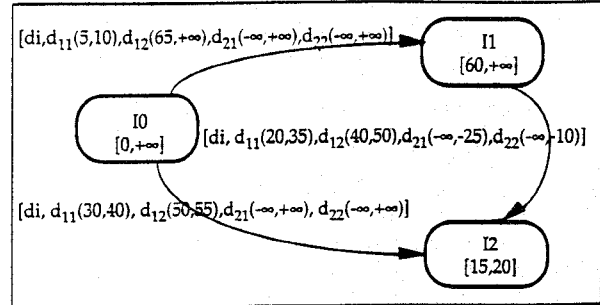 [di,d11(5,10),d12(65,+∞),d21(-∞,+∞),d22(-∞,+∞)]
I1
[60,+∞]
I0
[0,+∞]
[di, d11(20,35),d12(40,50),d21(-∞,-25),d22(-∞,-10)]
[di, d11(30,40), d12(50,55),d21(-∞,+∞), d22(-∞,+∞)]
I2
[15,20]